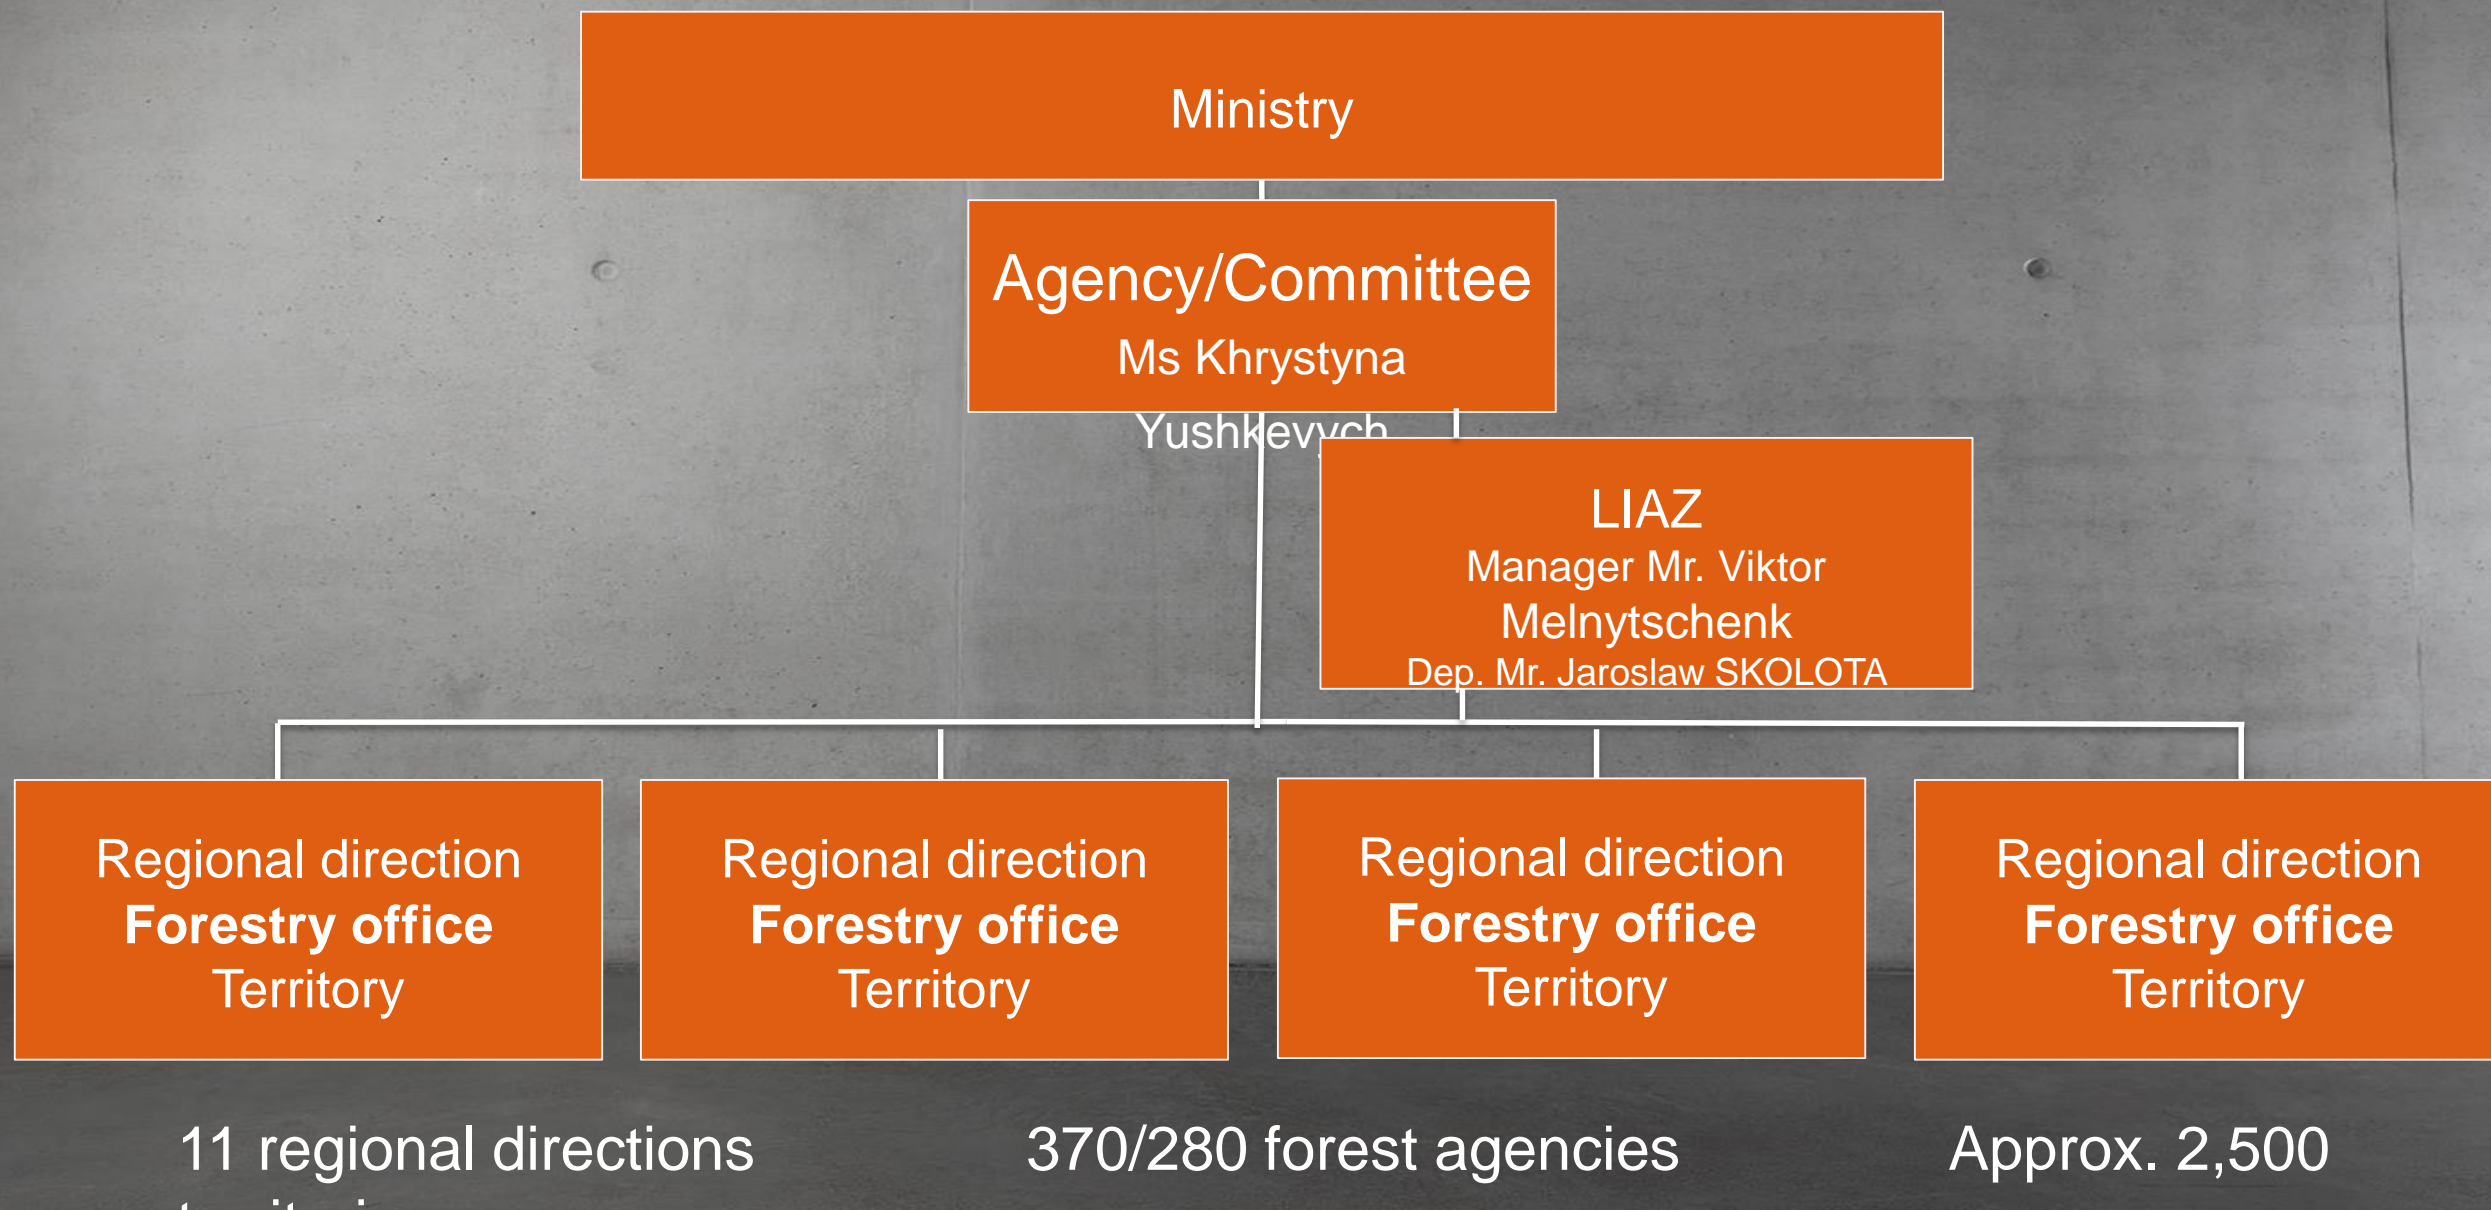 Ministry
Agency/Committee
Ms Khrystyna
Yushkevych
LIAZ
Manager Mr. Viktor
Melnytschenk
Dep. Mr. Jaroslaw SKOLOTA
Regional direction
Forestry office
Territory
Regional direction
Forestry office
Territory
Regional direction
Forestry office
Territory
Regional direction
Forestry office
Territory
11 regional directions 370/280 forest agencies Approx. 2,500